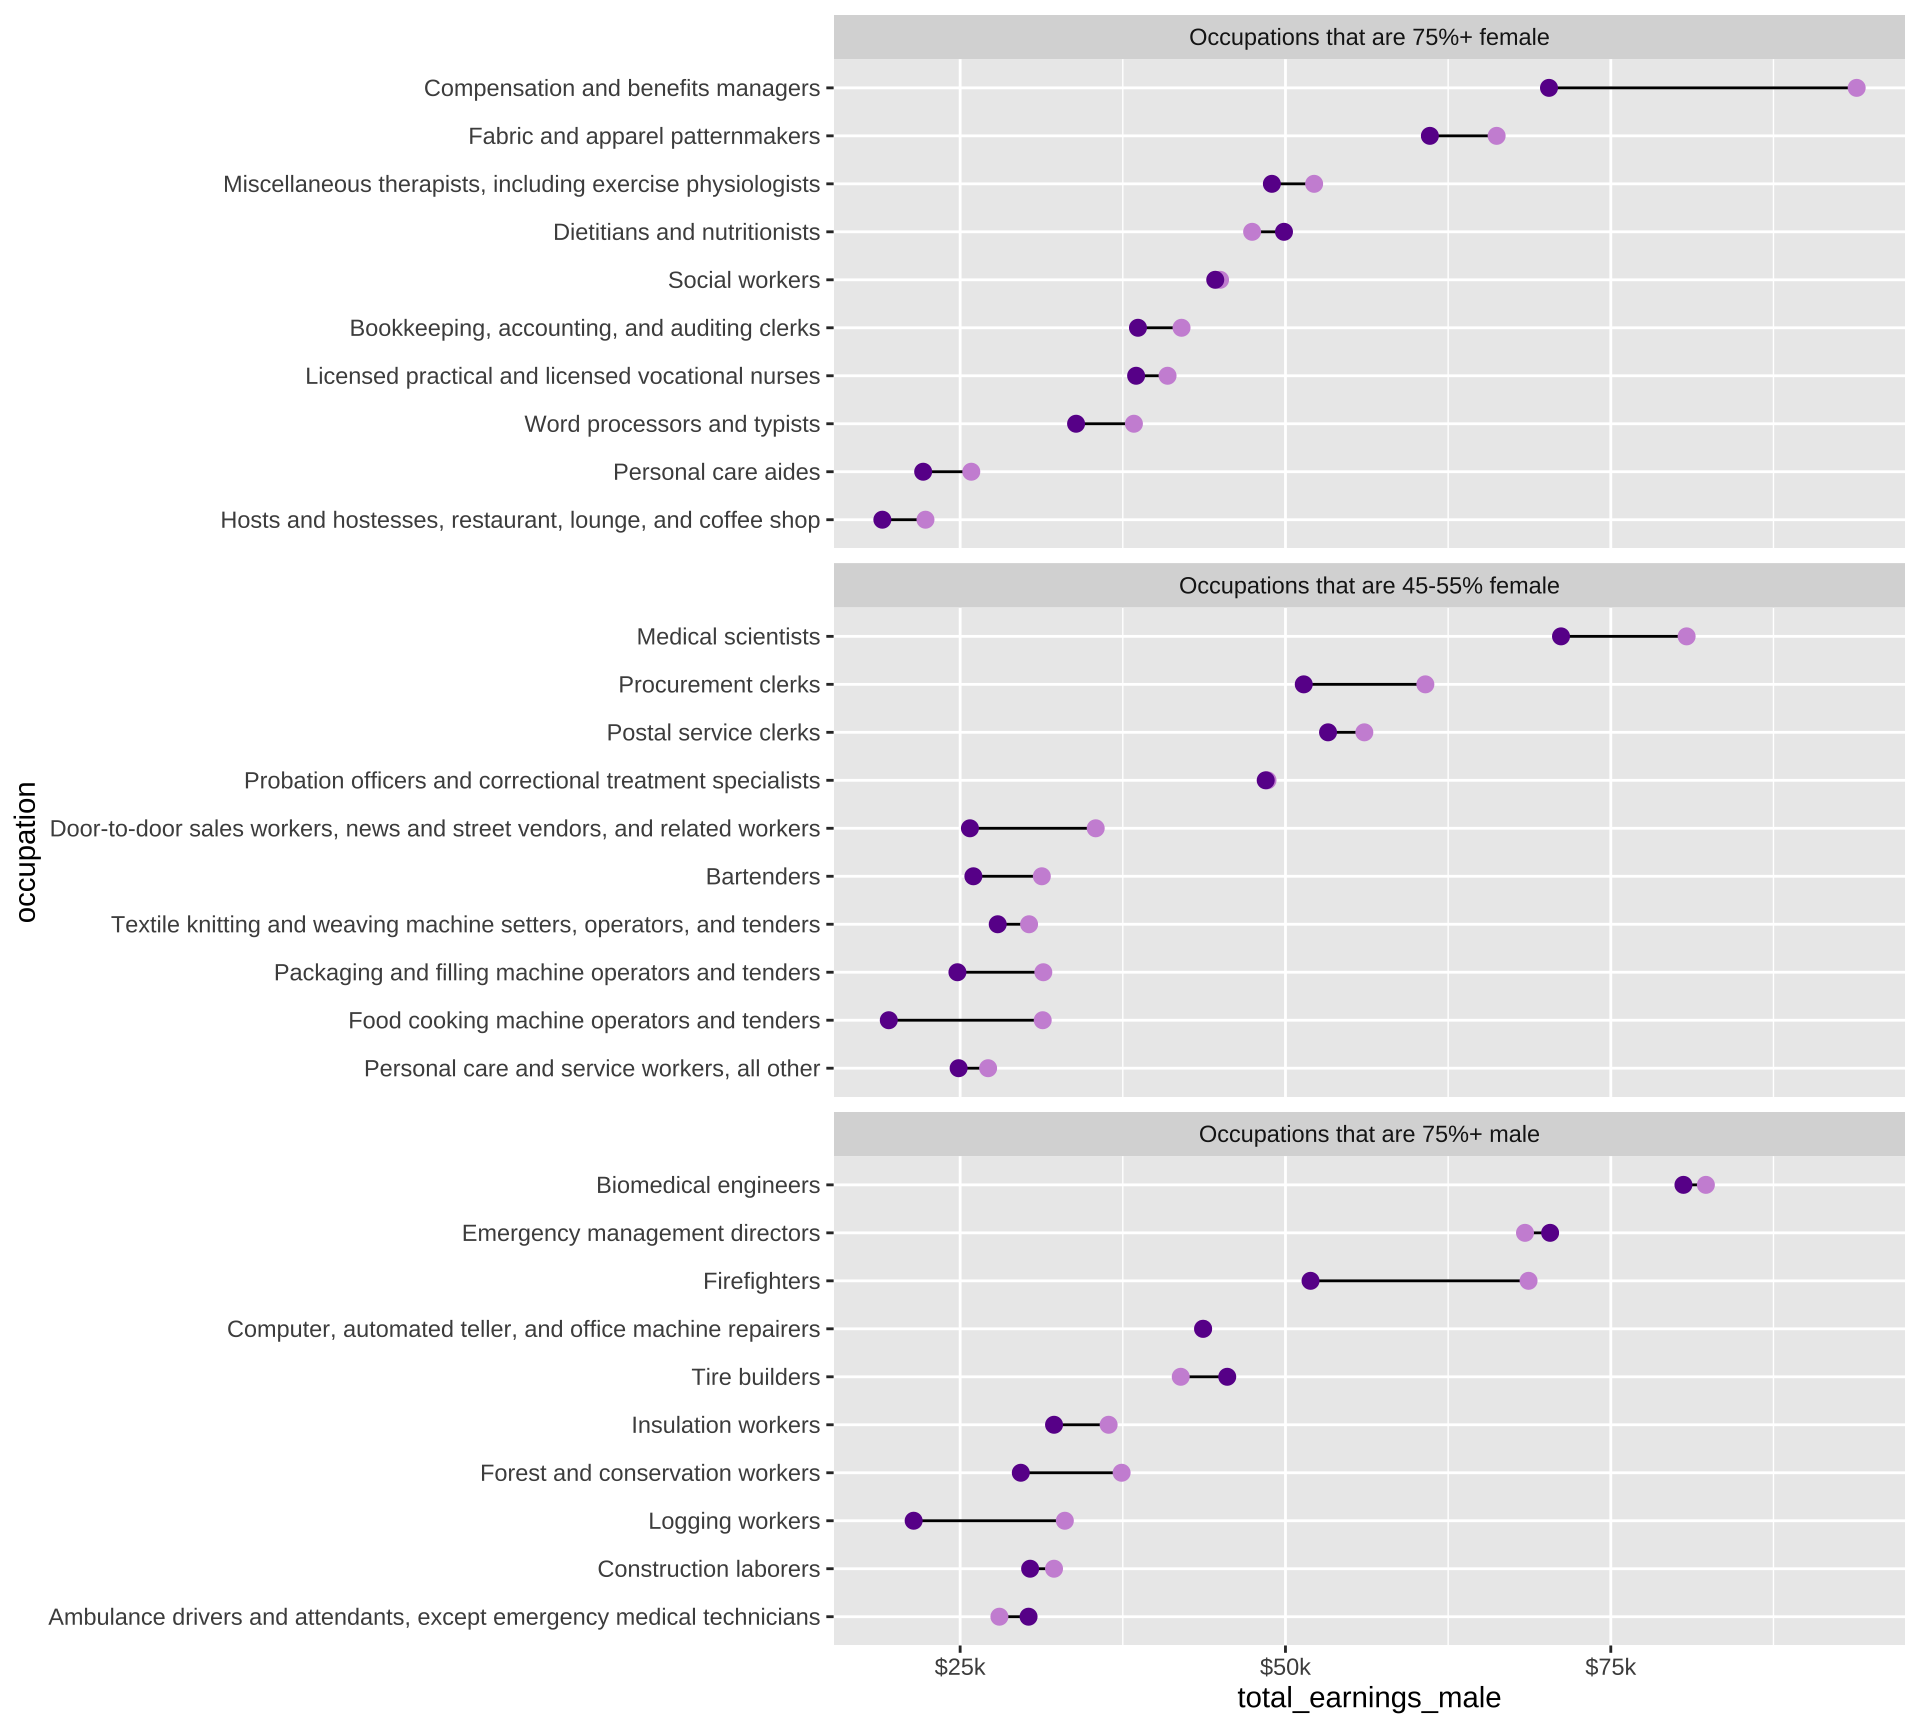 Occupations that are 75%+ female
Compensation and benefits managers
Fabric and apparel patternmakers
Miscellaneous therapists, including exercise physiologists
Dietitians and nutritionists
Social workers
Bookkeeping, accounting, and auditing clerks
Licensed practical and licensed vocational nurses
Word processors and typists
Personal care aides
Hosts and hostesses, restaurant, lounge, and coffee shop
Occupations that are 45-55% female
Medical scientists
Procurement clerks
Postal service clerks
Probation officers and correctional treatment specialists
Door-to-door sales workers, news and street vendors, and related workers
Bartenders
Textile knitting and weaving machine setters, operators, and tenders
Packaging and filling machine operators and tenders
Food cooking machine operators and tenders
Personal care and service workers, all other
occupation
Occupations that are 75%+ male
Biomedical engineers
Emergency management directors
Firefighters
Computer, automated teller, and office machine repairers
Tire builders
Insulation workers
Forest and conservation workers
Logging workers
Construction laborers
Ambulance drivers and attendants, except emergency medical technicians
$25k $50k $75k
total_earnings_male